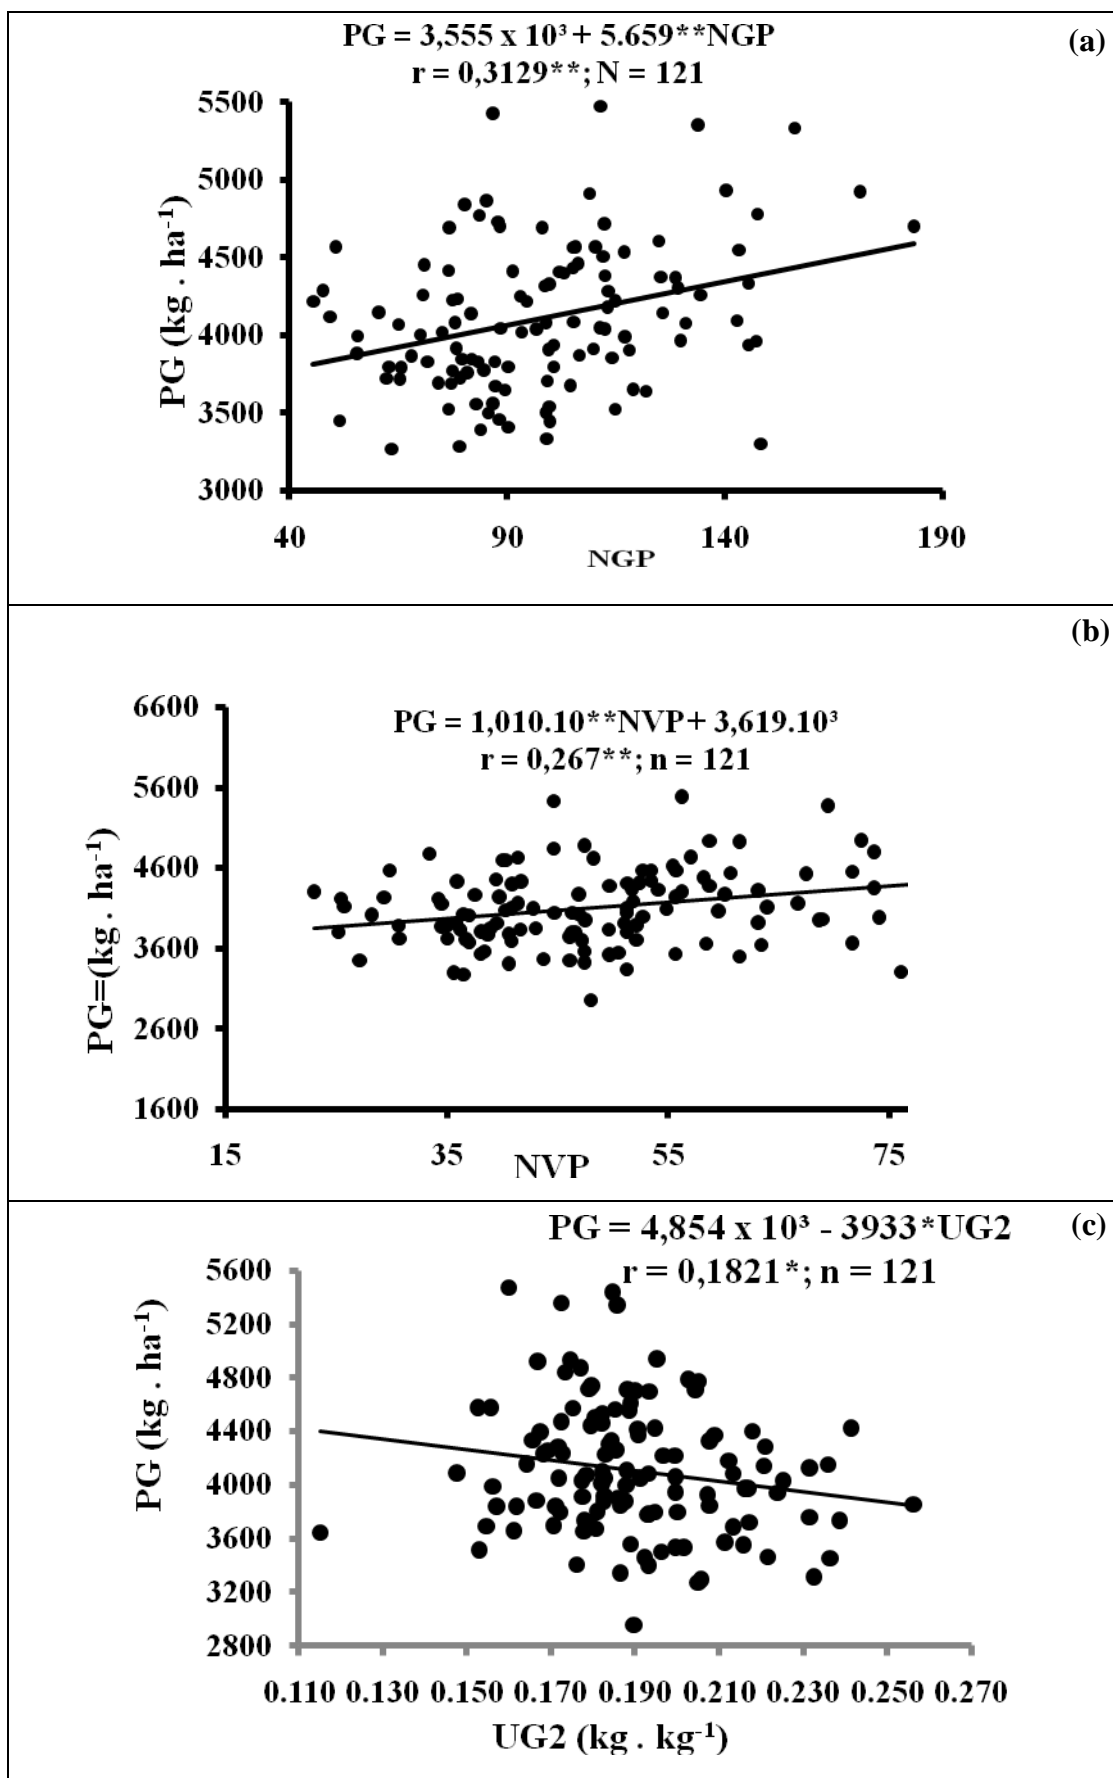 PG = 3,555 x 10³ + 5.659**NGP
(a)
r = 0,3129**; N = 121
5500
5000
4500
4000
3500
3000
PG (kg . ha⁻¹)
40 90 140 190
NGP
(b)
6600
5600
4600
3600
2600
1600
PG=(kg . ha⁻¹)
PG = 1,010.10**NVP + 3,619.10³
r = 0,267**; n = 121
15 35 55 75
NVP
(c)
PG = 4,854 x 10³ - 3933*UG2
r = 0,1821*; n = 121
5600
5200
4800
4400
4000
3600
3200
2800
PG (kg . ha⁻¹)
0.110 0.130 0.150 0.170 0.190 0.210 0.230 0.250 0.270
UG2 (kg . kg⁻¹)